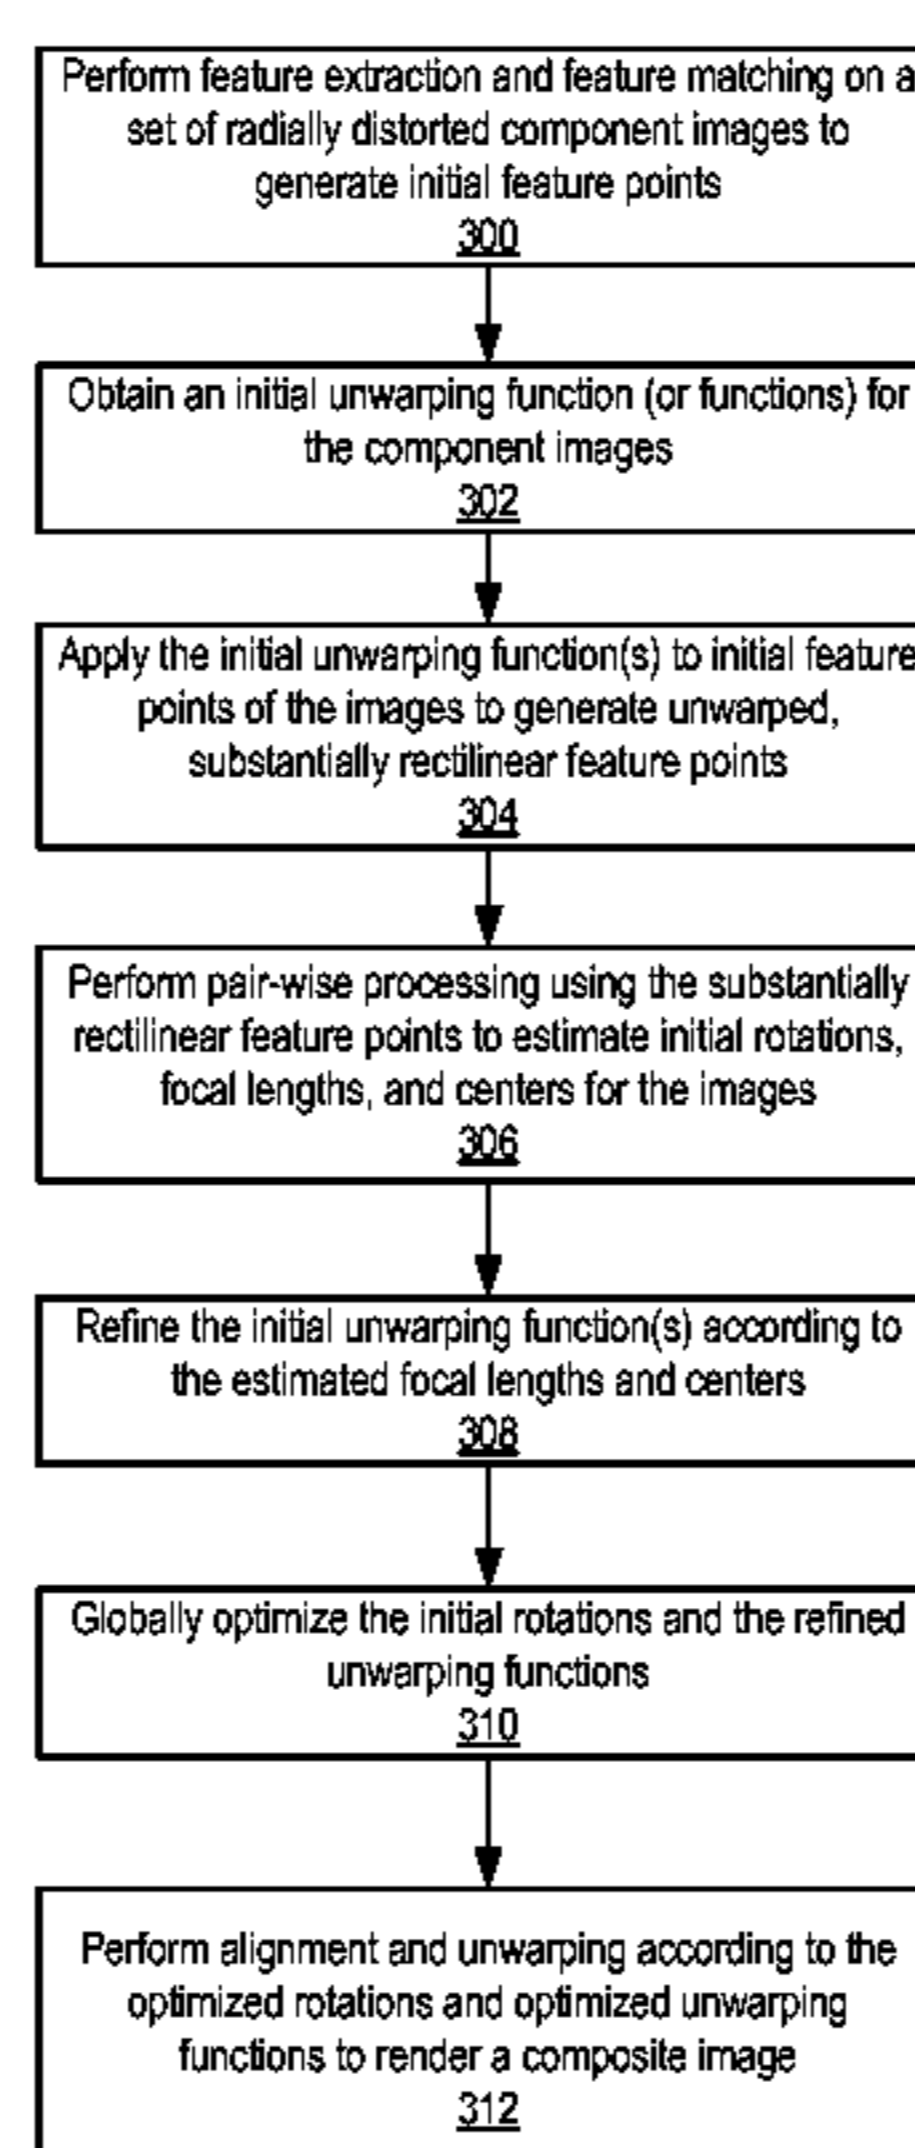 Perform feature extraction and feature matching on a
set of radially distorted component images to
generate initial feature points
300
Obtain an initial unwarping function (or functions) for
the component images
302
Apply the initial unwarping function(s) to initial feature
points of the images to generate unwarped,
substantially rectilinear feature points
304
Perform pair-wise processing using the substantially
rectilinear feature points to estimate initial rotations,
focal lengths, and centers for the images
306
Refine the initial unwarping function(s) according to
the estimated focal lengths and centers
308
Globally optimize the initial rotations and the refined
unwarping functions
310
Perform alignment and unwarping according to the
optimized rotations and optimized unwarping
functions to render a composite image
312